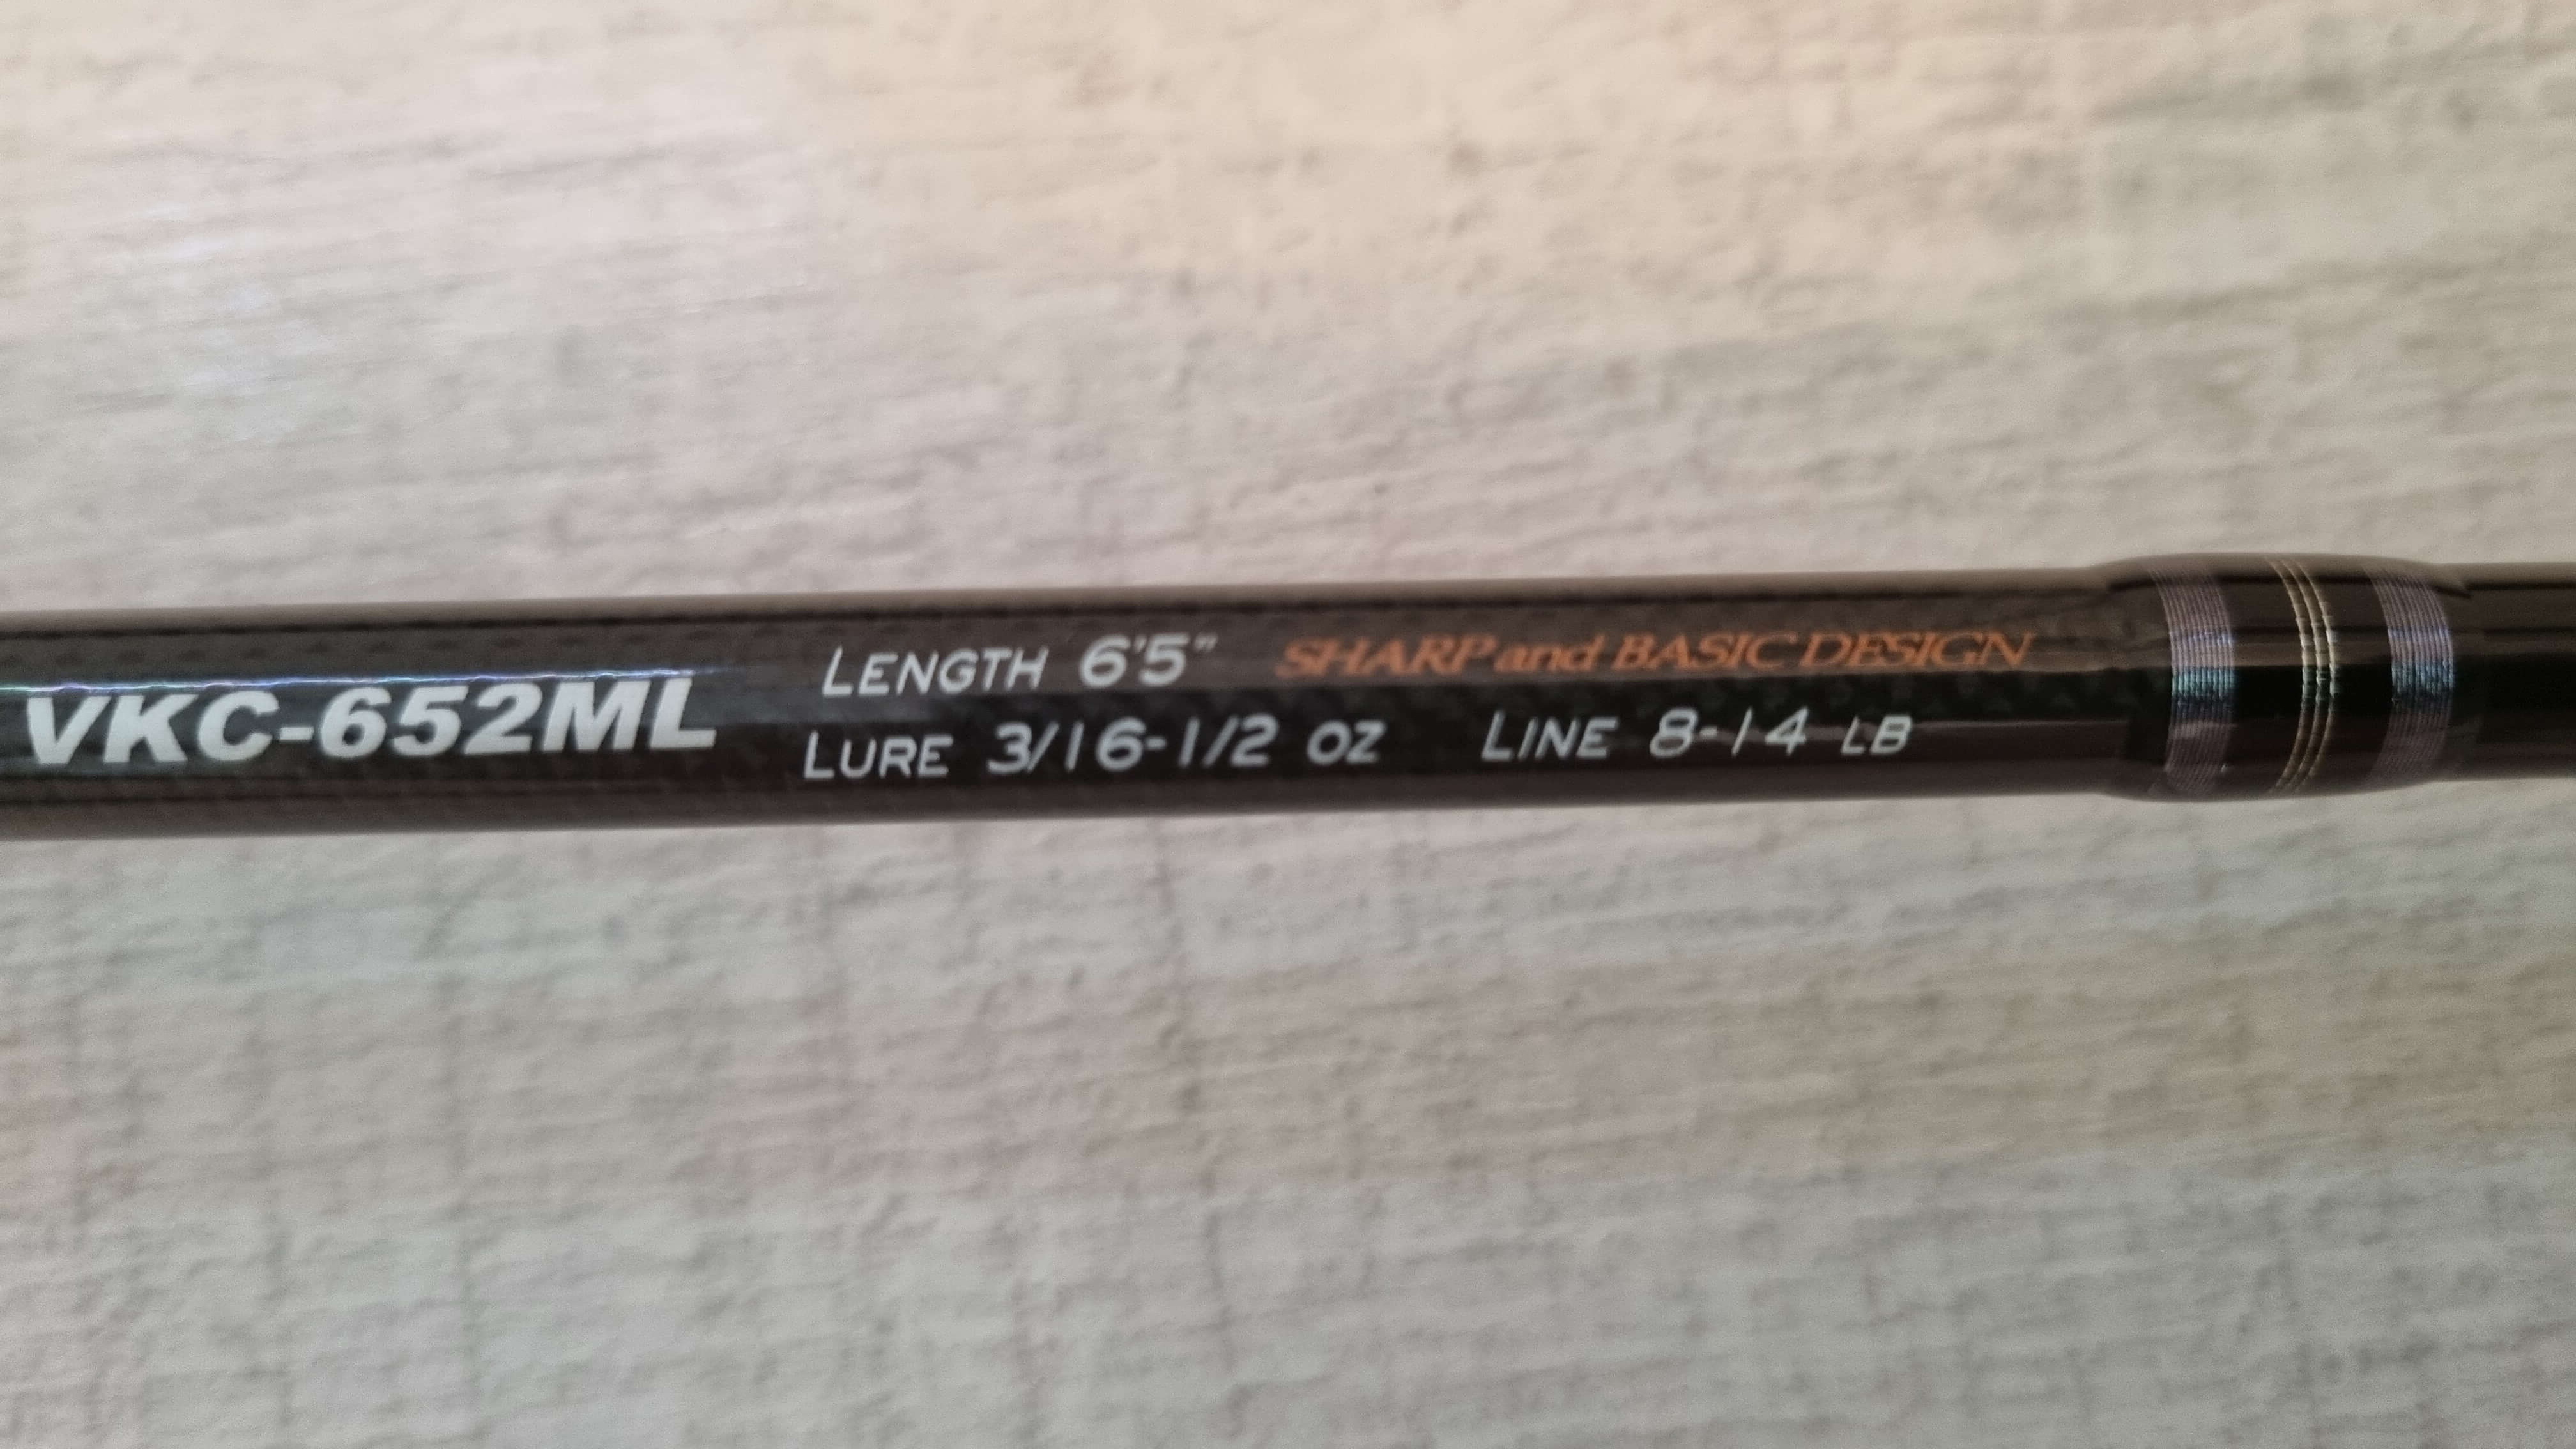 VKC-652ML
LENGTH 6'5" SHARP and BASIC DESIGN
LURE 3/16-1/2 OZ LINE 8-14 LB